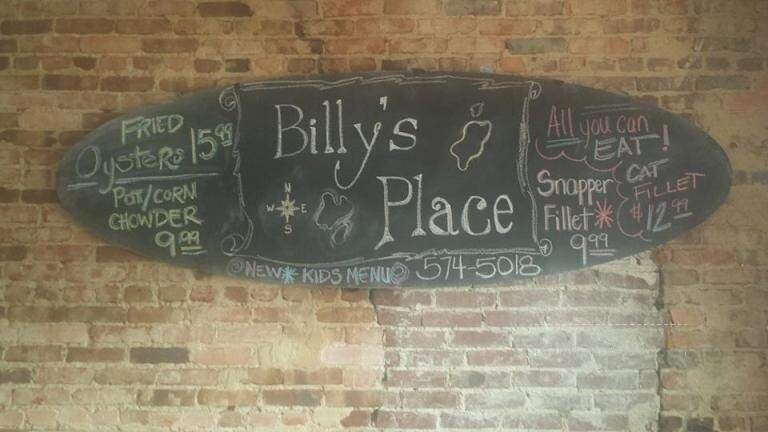 FRIED
Oysters 15.99
POT/CORN
CHOWDER
9.99
Billy's
Place
N
W E
S
NEW KIDS MENU 574-5018
All you can
EAT!
Snapper
Fillet
9.99
CAT
FILLET
$12.99